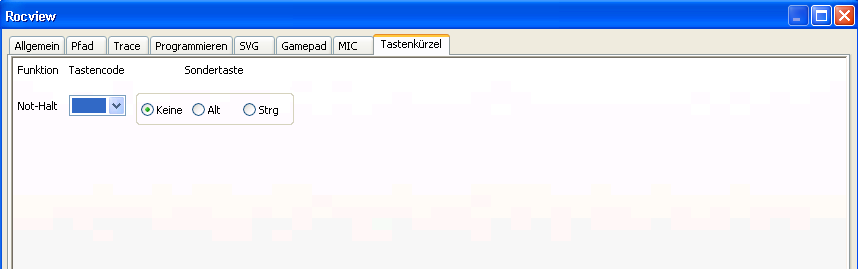 Rocview
Allgemein Pfad Trace Programmieren SVG Gamepad MIC Tastenkürzel
Funktion Tastencode Sondertaste
Not-Halt Keine Alt Strg